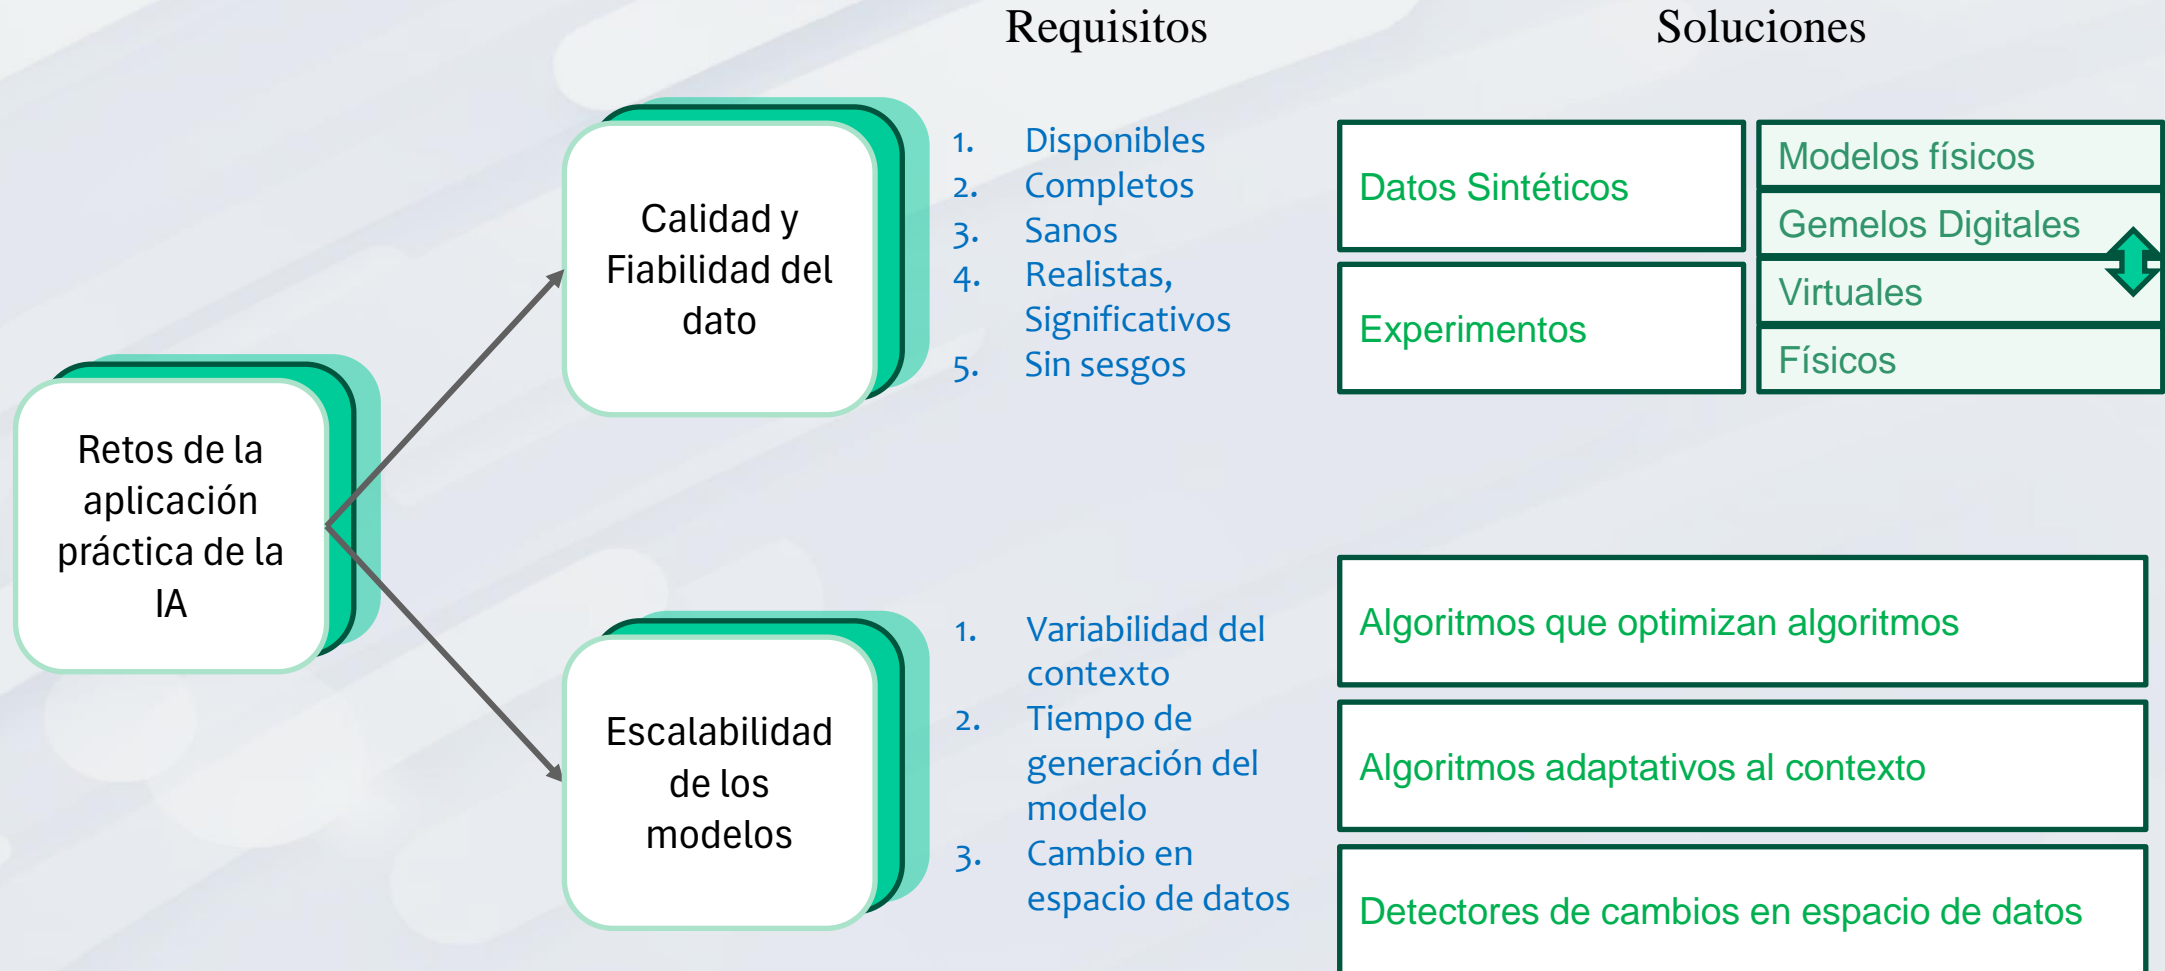 Requisitos
Soluciones
Retos de la
aplicación
práctica de la
IA
Calidad y
Fiabilidad del
dato
1. Disponibles
2. Completos
3. Sanos
4. Realistas,
Significativos
5. Sin sesgos
Datos Sintéticos
Modelos físicos
Gemelos Digitales
Experimentos
Virtuales
Físicos
Escalabilidad
de los
modelos
1. Variabilidad del
contexto
2. Tiempo de
generación del
modelo
3. Cambio en
espacio de datos
Algoritmos que optimizan algoritmos
Algoritmos adaptativos al contexto
Detectores de cambios en espacio de datos